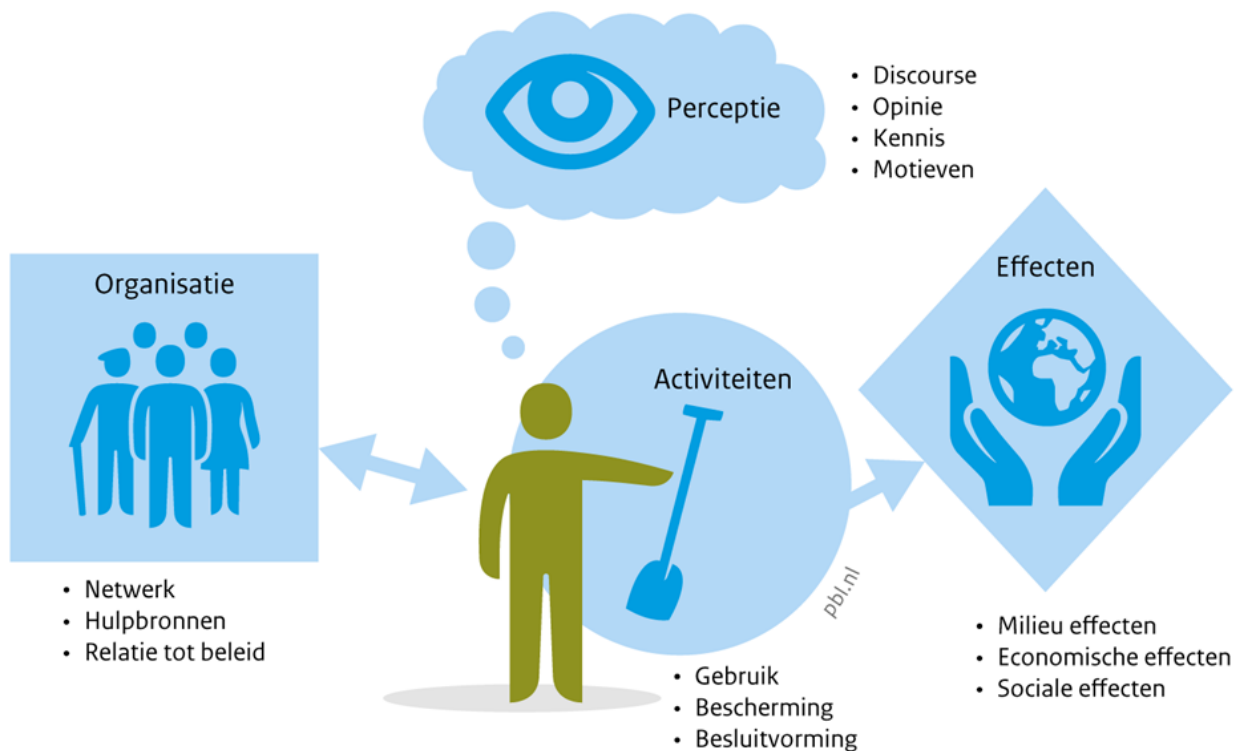 Perceptie
• Discourse
• Opinie
• Kennis
• Motieven
Organisatie
• Netwerk
• Hulpbronnen
• Relatie tot beleid
Activiteiten
• Gebruik
• Bescherming
• Besluitvorming
Effecten
• Milieu effecten
• Economische effecten
• Sociale effecten
pbl.nl